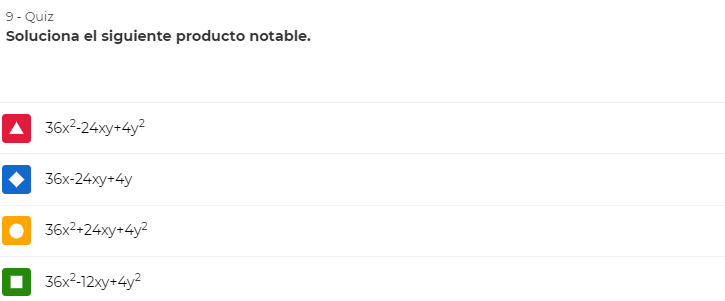 9 - Quiz
Soluciona el siguiente producto notable.
36x²-24xy+4y²
36x-24xy+4y
36x²+24xy+4y²
36x²-12xy+4y²